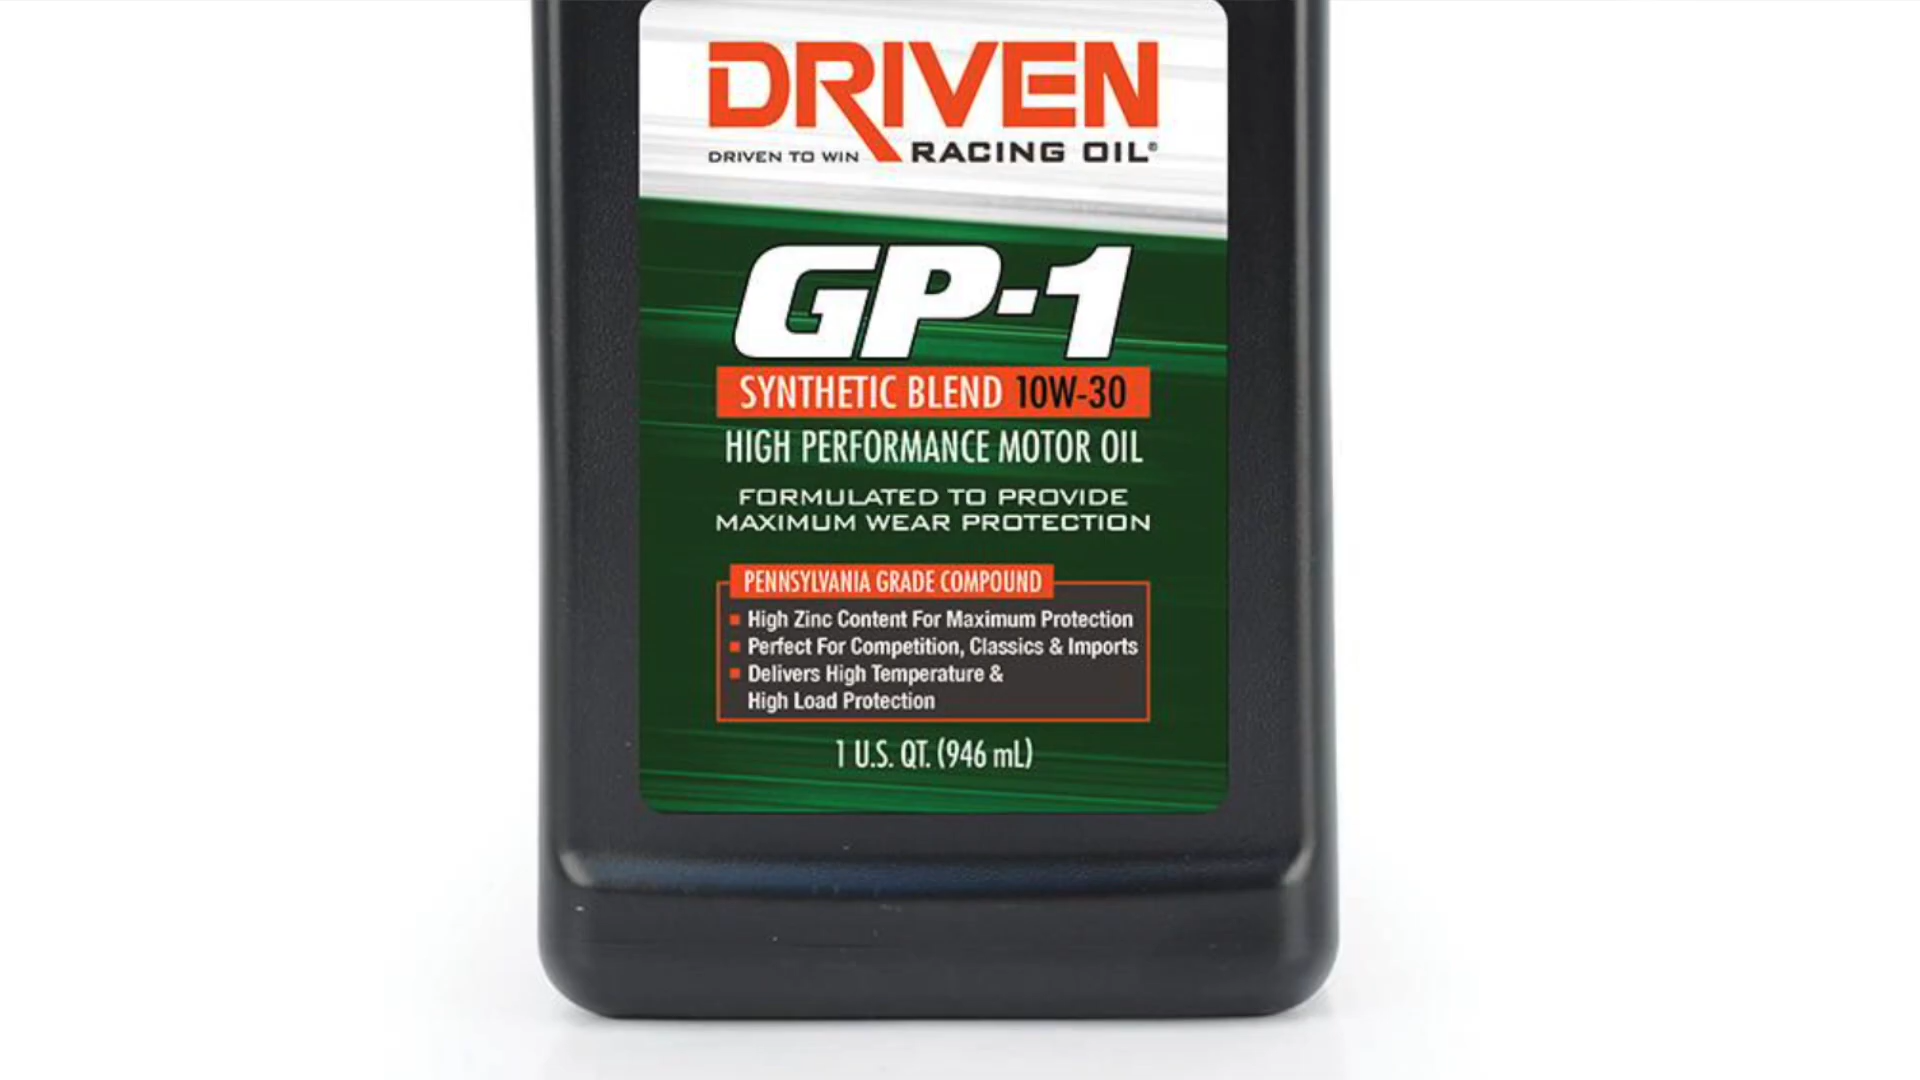 DRIVEN
DRIVEN TO WIN RACING OIL®
GP-1
SYNTHETIC BLEND 10W-30
HIGH PERFORMANCE MOTOR OIL
FORMULATED TO PROVIDE
MAXIMUM WEAR PROTECTION
PENNSYLVANIA GRADE COMPOUND
▪ High Zinc Content For Maximum Protection
▪ Perfect For Competition, Classics & Imports
▪ Delivers High Temperature &
High Load Protection
1 U.S. QT. (946 mL)